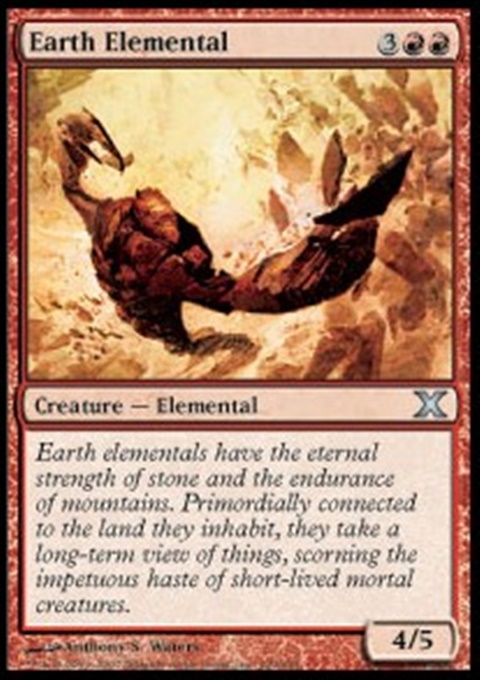 Earth Elemental 3
Creature — Elemental
Earth elementals have the eternal
strength of stone and the endurance
of mountains. Primordially connected
to the land they inhabit, they take a
long-term view of things, scorning the
impetuous haste of short-lived mortal
creatures.
Anthony S. Waters
4/5